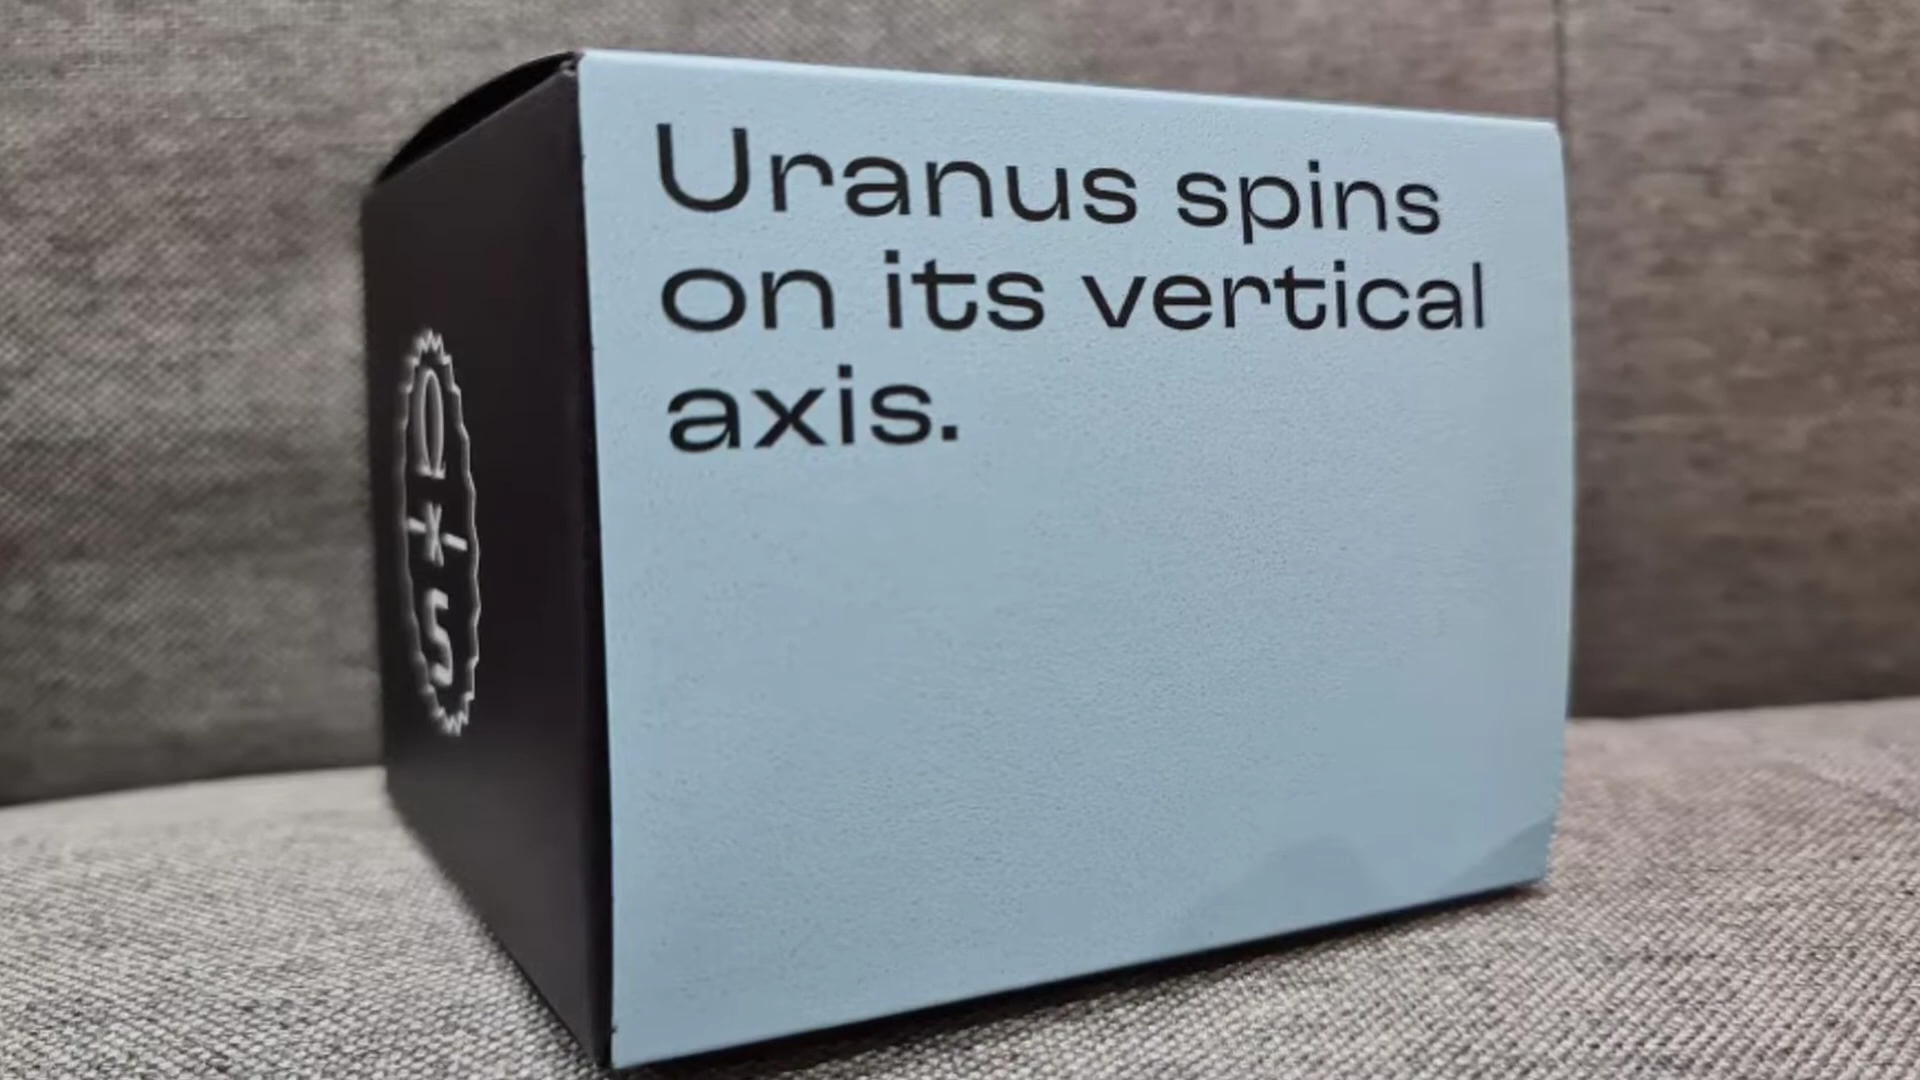 Uranus spins
on its vertical
axis.
Ω
S